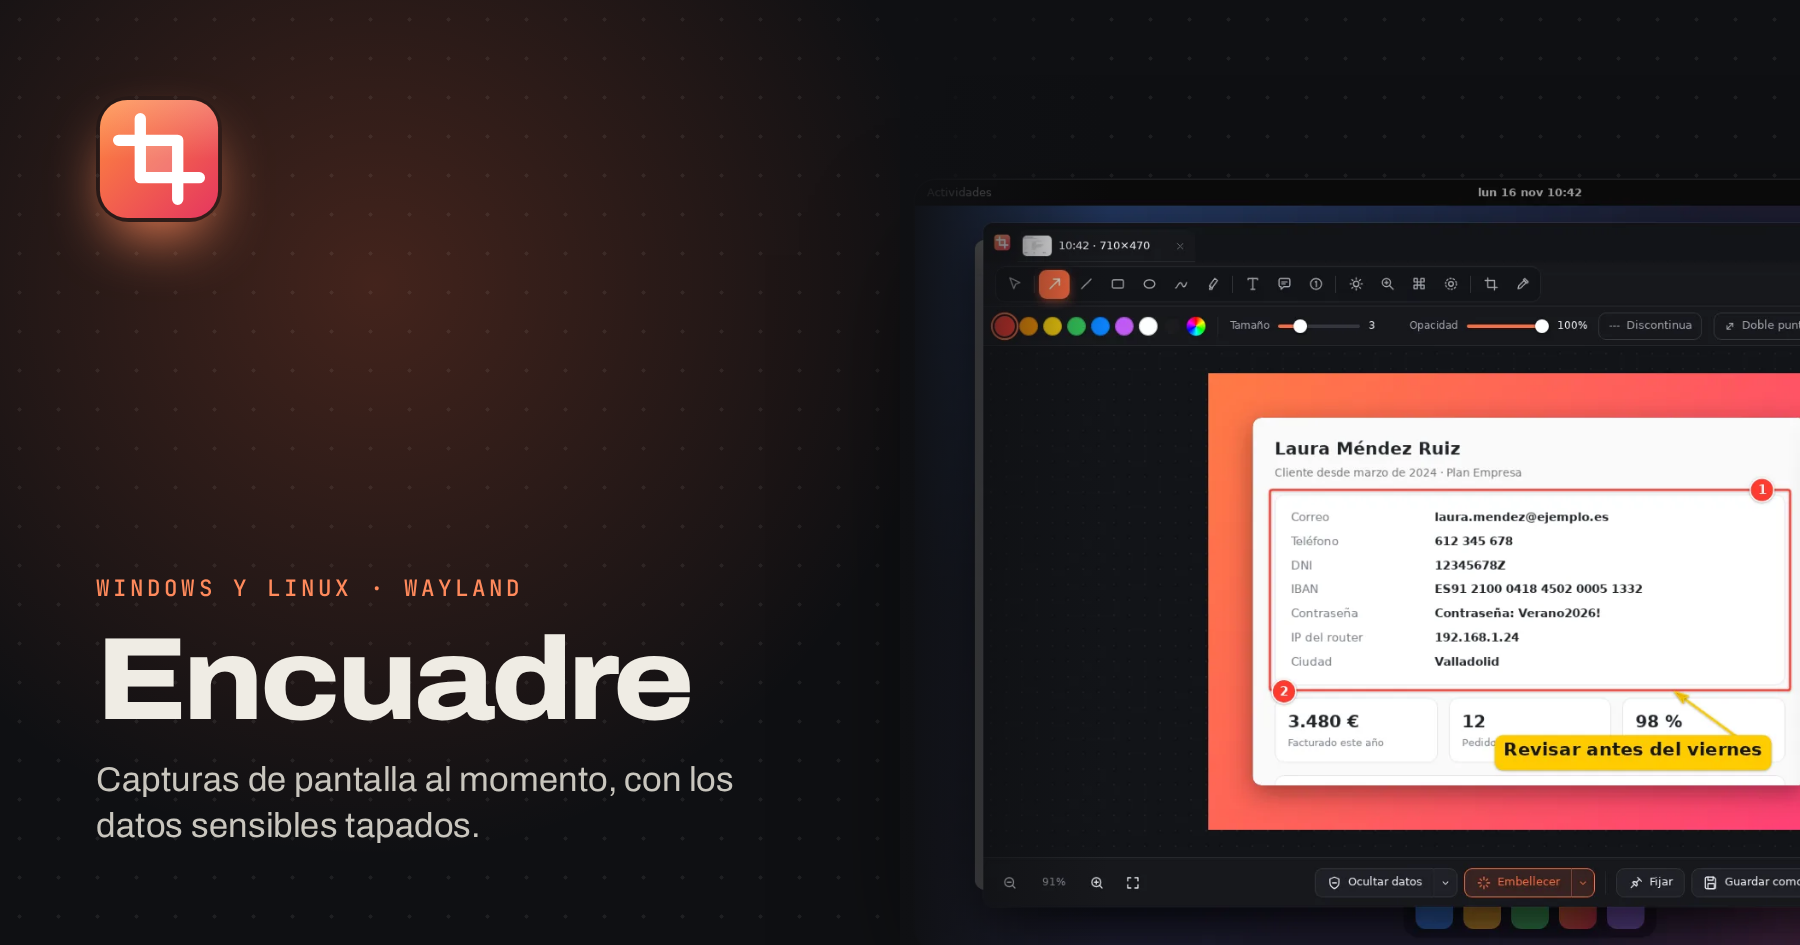 WINDOWS Y LINUX · WAYLAND
Encuadre
Capturas de pantalla al momento, con los
datos sensibles tapados.
Actividades
lun 16 nov 10:42
10:42 · 710×470
Tamaño
3
Opacidad
100%
Discontinua
Doble
Laura Méndez Ruiz
Cliente desde marzo de 2024 · Plan Empresa
1
Correo laura.mendez@ejemplo.es
Teléfono 612 345 678
DNI 12345678Z
IBAN ES91 2100 0418 4502 0005 1332
Contraseña Contraseña: Verano2026!
IP del router 192.168.1.24
Ciudad Valladolid
2
3.480 €
Facturado este año
12
98 %
Revisar antes del viernes
91%
Ocultar datos
Embellecer
Fijar
Guardar como